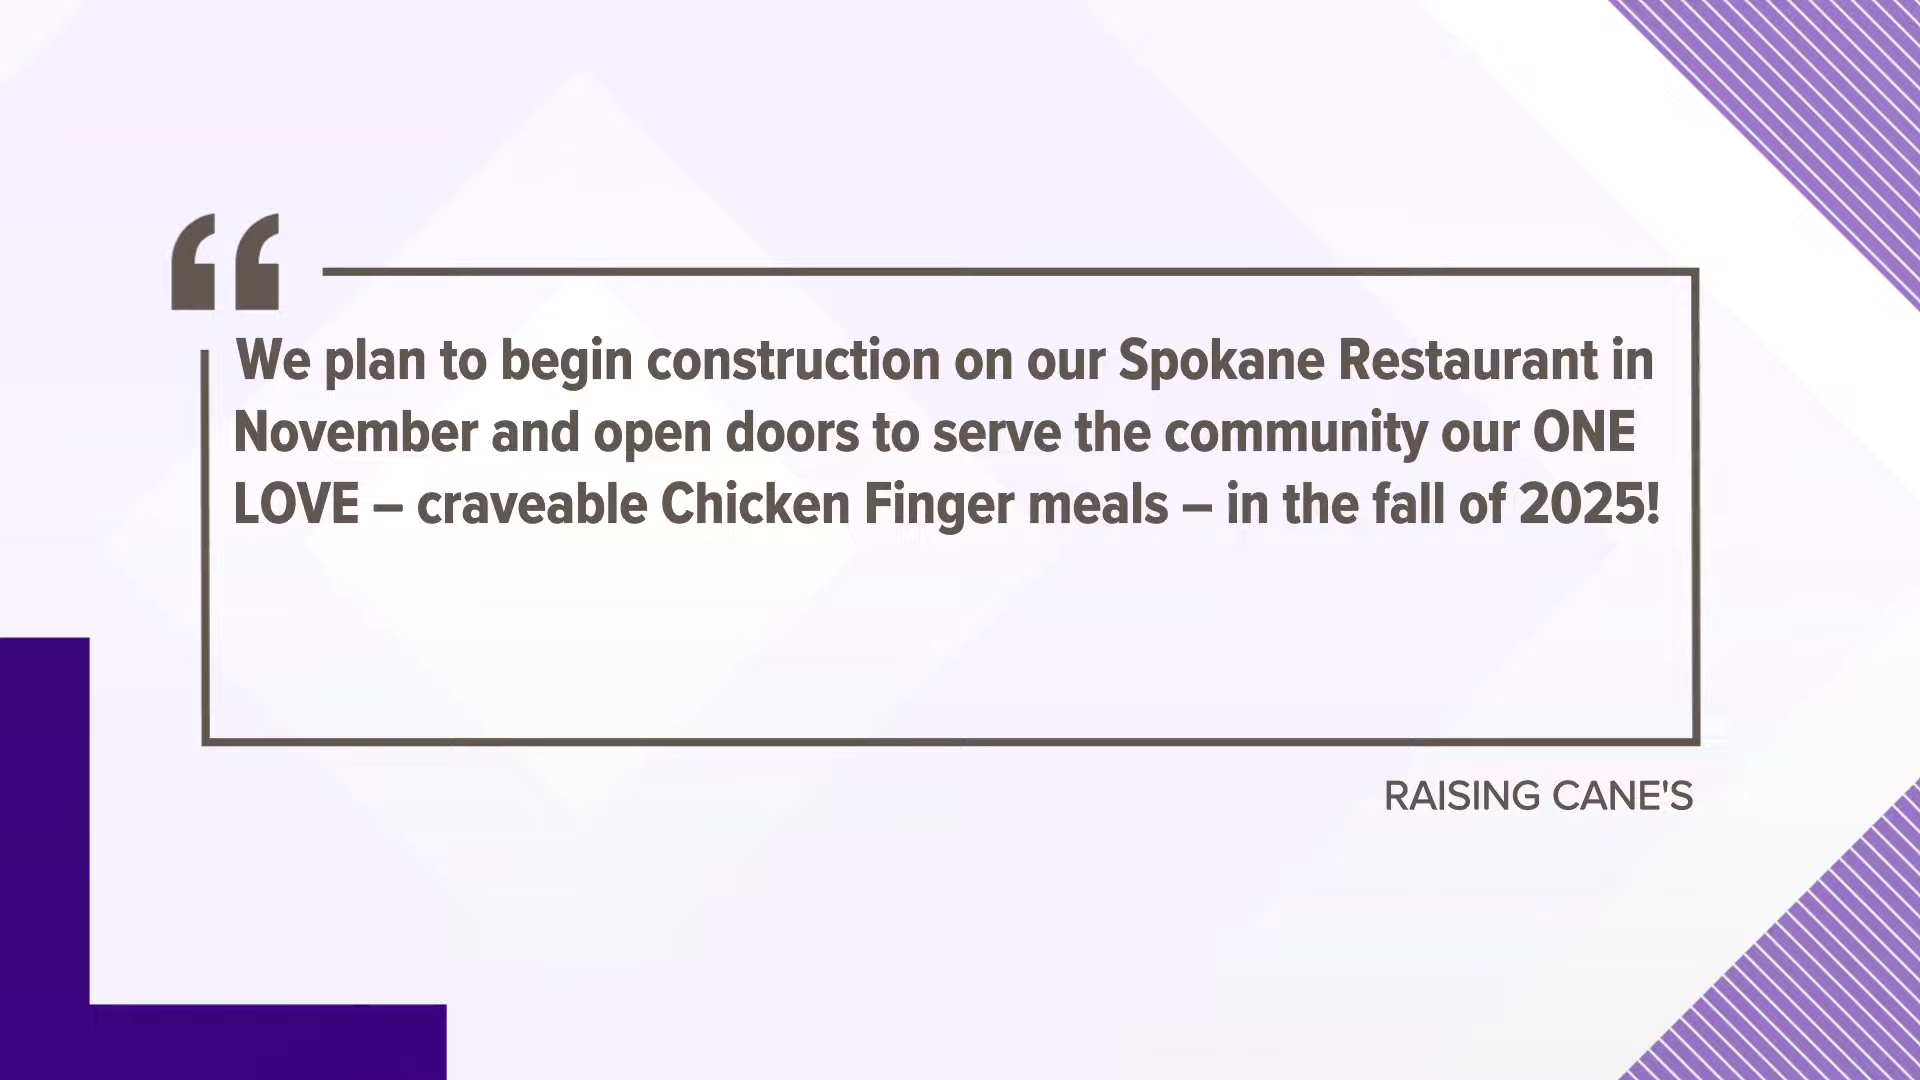 “
We plan to begin construction on our Spokane Restaurant in
November and open doors to serve the community our ONE
LOVE – craveable Chicken Finger meals – in the fall of 2025!
RAISING CANE'S